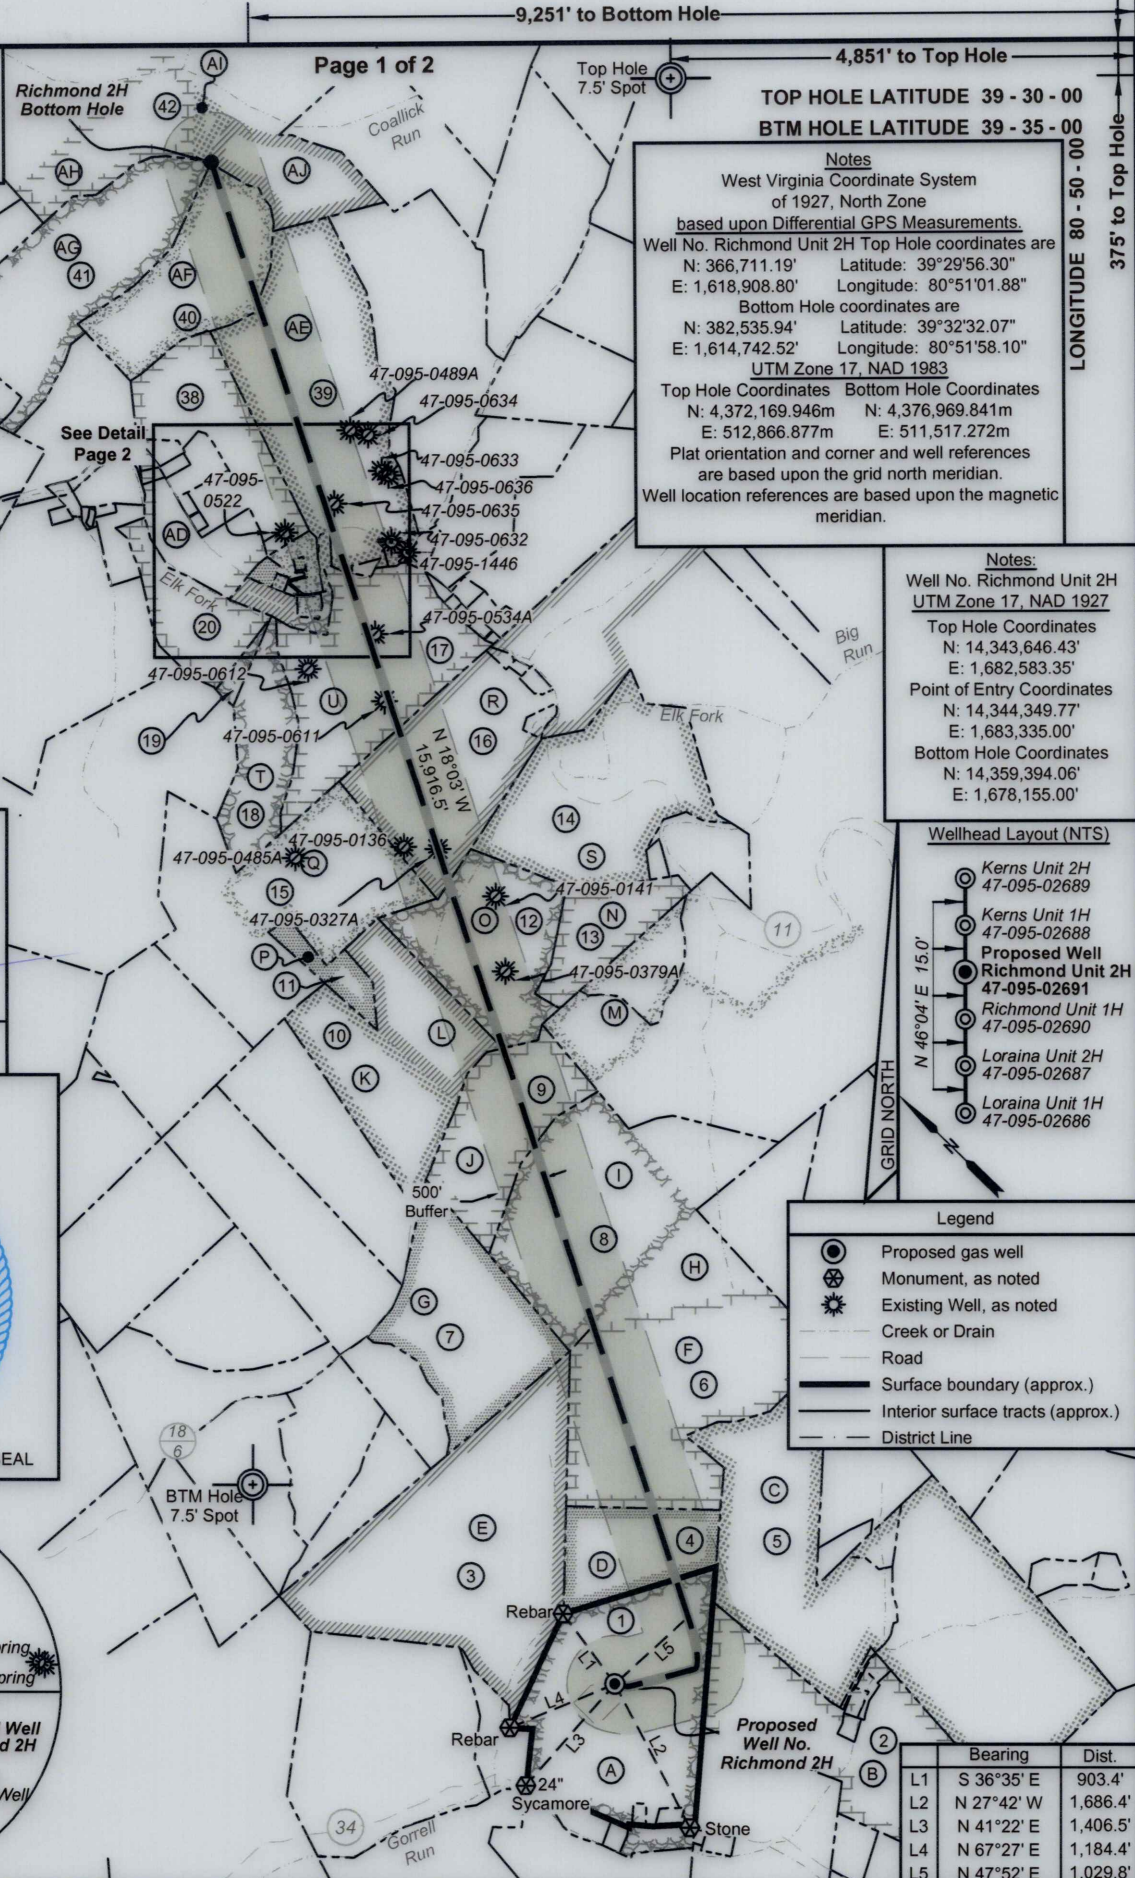 9,251' to Bottom Hole
4,851' to Top Hole
375' to Top Hole
Page 1 of 2
Top Hole
7.5' Spot
TOP HOLE LATITUDE 39 - 30 - 00
BTM HOLE LATITUDE 39 - 35 - 00
LONGITUDE 80 - 50 - 00
Notes
West Virginia Coordinate System
of 1927, North Zone
based upon Differential GPS Measurements.
Well No. Richmond Unit 2H Top Hole coordinates are
N: 366,711.19' Latitude: 39°29'56.30"
E: 1,618,908.80' Longitude: 80°51'01.88"
Bottom Hole coordinates are
N: 382,535.94' Latitude: 39°32'32.07"
E: 1,614,742.52' Longitude: 80°51'58.10"
UTM Zone 17, NAD 1983
Top Hole Coordinates Bottom Hole Coordinates
N: 4,372,169.946m N: 4,376,969.841m
E: 512,866.877m E: 511,517.272m
Plat orientation and corner and well references
are based upon the grid north meridian.
Well location references are based upon the magnetic
meridian.
Notes:
Well No. Richmond Unit 2H
UTM Zone 17, NAD 1927
Top Hole Coordinates
N: 14,343,646.43'
E: 1,682,583.35'
Point of Entry Coordinates
N: 14,344,349.77'
E: 1,683,335.00'
Bottom Hole Coordinates
N: 14,359,394.06'
E: 1,678,155.00'
Wellhead Layout (NTS)
Kerns Unit 2H
47-095-02689
Kerns Unit 1H
47-095-02688
Proposed Well
Richmond Unit 2H
47-095-02691
Richmond Unit 1H
47-095-02690
Loraina Unit 2H
47-095-02687
Loraina Unit 1H
47-095-02686
N 46°04' E 15.0'
GRID NORTH
N
Legend
Proposed gas well
Monument, as noted
Existing Well, as noted
Creek or Drain
Road
Surface boundary (approx.)
Interior surface tracts (approx.)
District Line
Richmond 2H
Bottom Hole
AI
42
Coallick
Run
AH
AJ
AG
41
AF
40
AE
38
39
47-095-0489A
47-095-0634
See Detail
Page 2
47-095-0633
47-095-
0522
47-095-0636
47-095-0635
AD
47-095-0632
47-095-1446
Elk Fork
20
47-095-0534A
17
Big
Run
47-095-0612
U
R
Elk Fork
19
47-095-0611
16
N 18°03' W
15,916.5'
T
18
14
47-095-0136
S
47-095-0485A
Q
15
47-095-0141
47-095-0327A
O
12
N
13
11
P
47-095-0379A
11
M
10
L
K
9
J
I
500'
Buffer
8
H
G
7
F
6
18
6
BTM Hole
7.5' Spot
EAL
C
5
E
3
4
D
Rebar
1
L1
L5
L4
L3
L2
Rebar
Proposed
Well No.
Richmond 2H
A
24"
Sycamore
Stone
34
Gorrell
Run
2
B
ring
pring
Well
d 2H
Well
Bearing Dist.
L1 S 36°35' E 903.4'
L2 N 27°42' W 1,686.4'
L3 N 41°22' E 1,406.5'
L4 N 67°27' E 1,184.4'
L5 N 47°52' E 1,029.8'